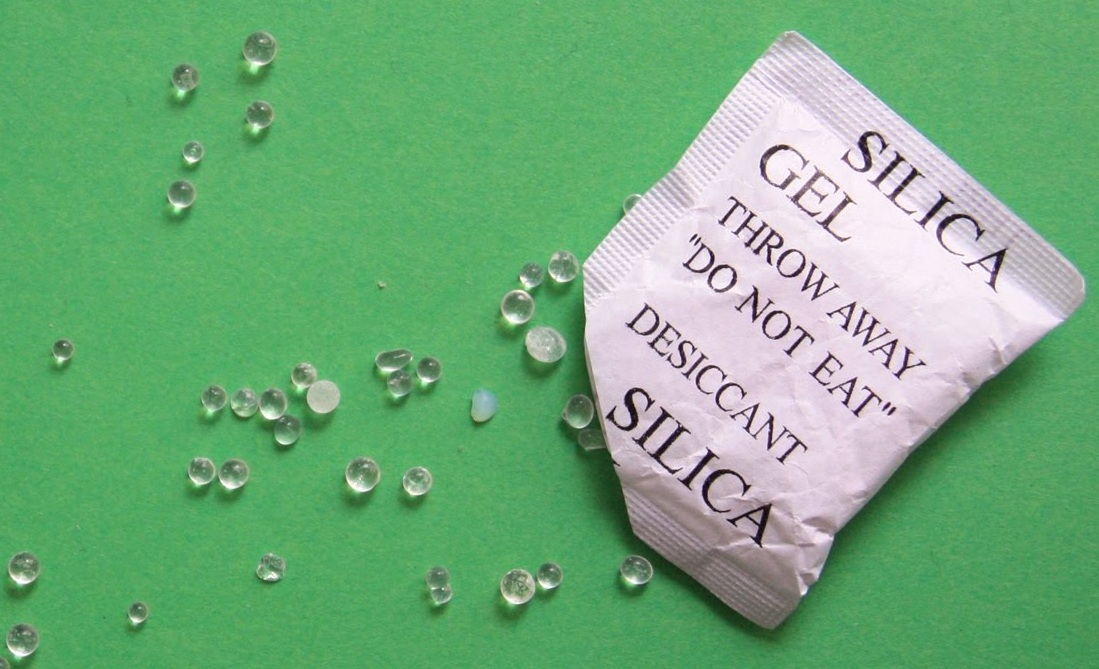 SILICA
GEL
THROW AWAY
"DO NOT EAT"
DESICCANT
SILICA